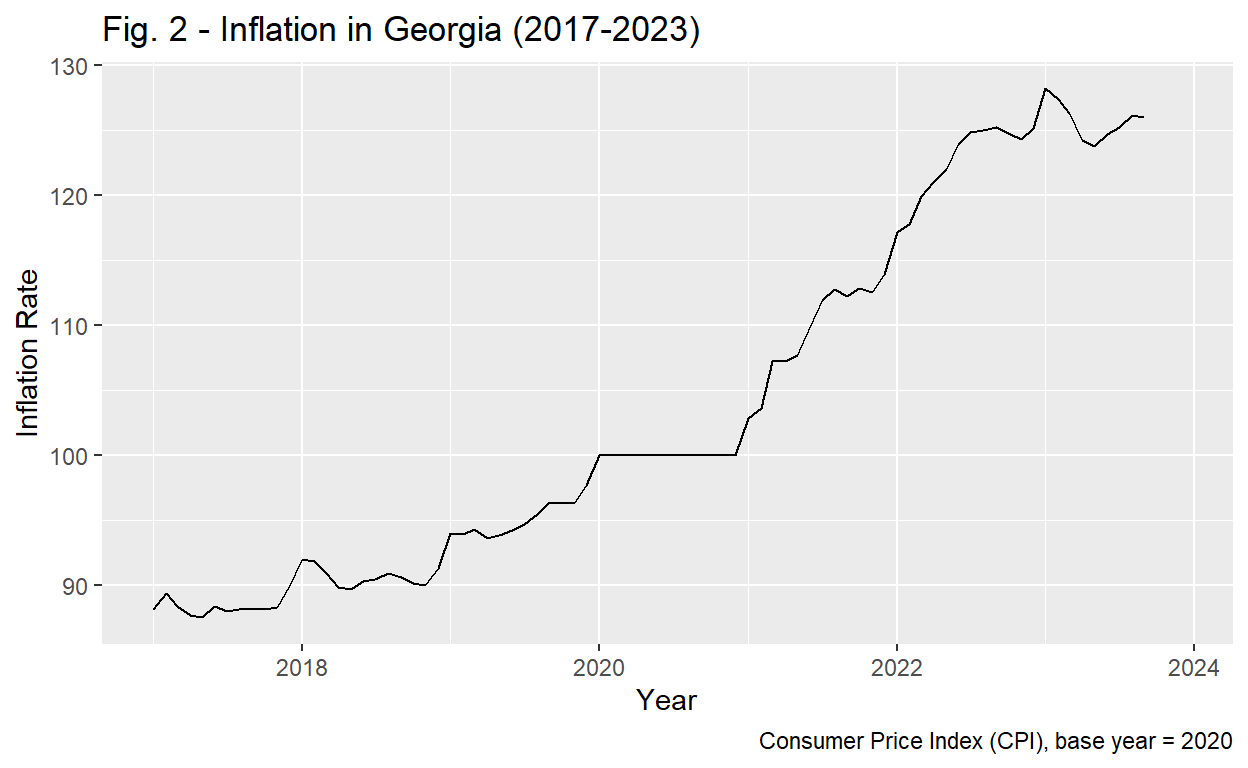 Fig. 2 - Inflation in Georgia (2017-2023)
130
120
110
100
90
Inflation Rate
2018 2020 2022 2024
Year
Consumer Price Index (CPI), base year = 2020